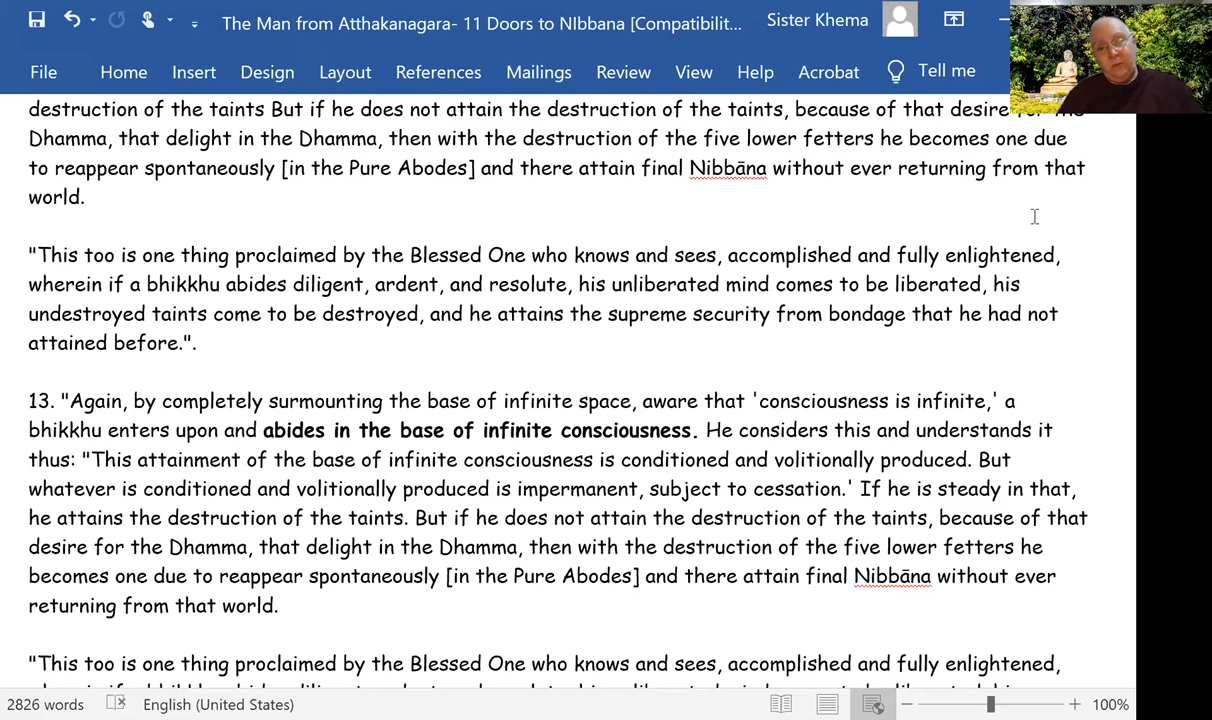 The Man from Atthakanagara- 11 Doors to NIbbana [Compatibilit... Sister Khema
File Home Insert Design Layout References Mailings Review View Help Acrobat Tell me
destruction of the taints But if he does not attain the destruction of the taints, because of that desire
Dhamma, that delight in the Dhamma, then with the destruction of the five lower fetters he becomes one due
to reappear spontaneously [in the Pure Abodes] and there attain final Nibbāna without ever returning from that
world.
"This too is one thing proclaimed by the Blessed One who knows and sees, accomplished and fully enlightened,
wherein if a bhikkhu abides diligent, ardent, and resolute, his unliberated mind comes to be liberated, his
undestroyed taints come to be destroyed, and he attains the supreme security from bondage that he had not
attained before.".
13. "Again, by completely surmounting the base of infinite space, aware that 'consciousness is infinite,' a
bhikkhu enters upon and abides in the base of infinite consciousness. He considers this and understands it
thus: "This attainment of the base of infinite consciousness is conditioned and volitionally produced. But
whatever is conditioned and volitionally produced is impermanent, subject to cessation.' If he is steady in that,
he attains the destruction of the taints. But if he does not attain the destruction of the taints, because of that
desire for the Dhamma, that delight in the Dhamma, then with the destruction of the five lower fetters he
becomes one due to reappear spontaneously [in the Pure Abodes] and there attain final Nibbāna without ever
returning from that world.
"This too is one thing proclaimed by the Blessed One who knows and sees, accomplished and fully enlightened,
2826 words English (United States) 100%